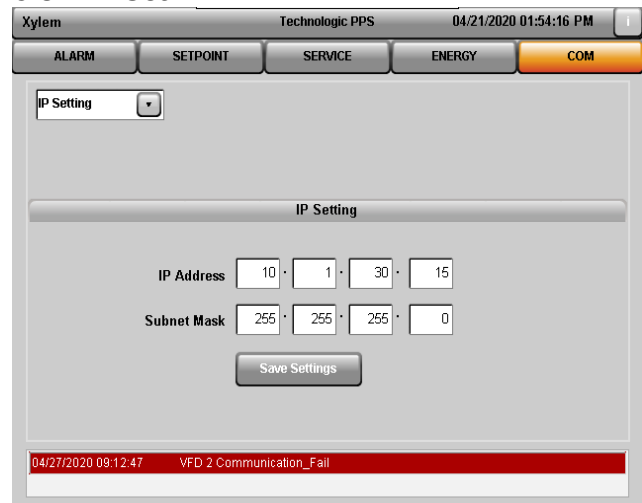 Xylem Technologic PPS 04/21/2020 01:54:16 PM i
ALARM SETPOINT SERVICE ENERGY COM
IP Setting
IP Setting
IP Address 10 . 1 . 30 . 15
Subnet Mask 255 . 255 . 255 . 0
Save Settings
04/27/2020 09:12:47 VFD 2 Communication_Fail